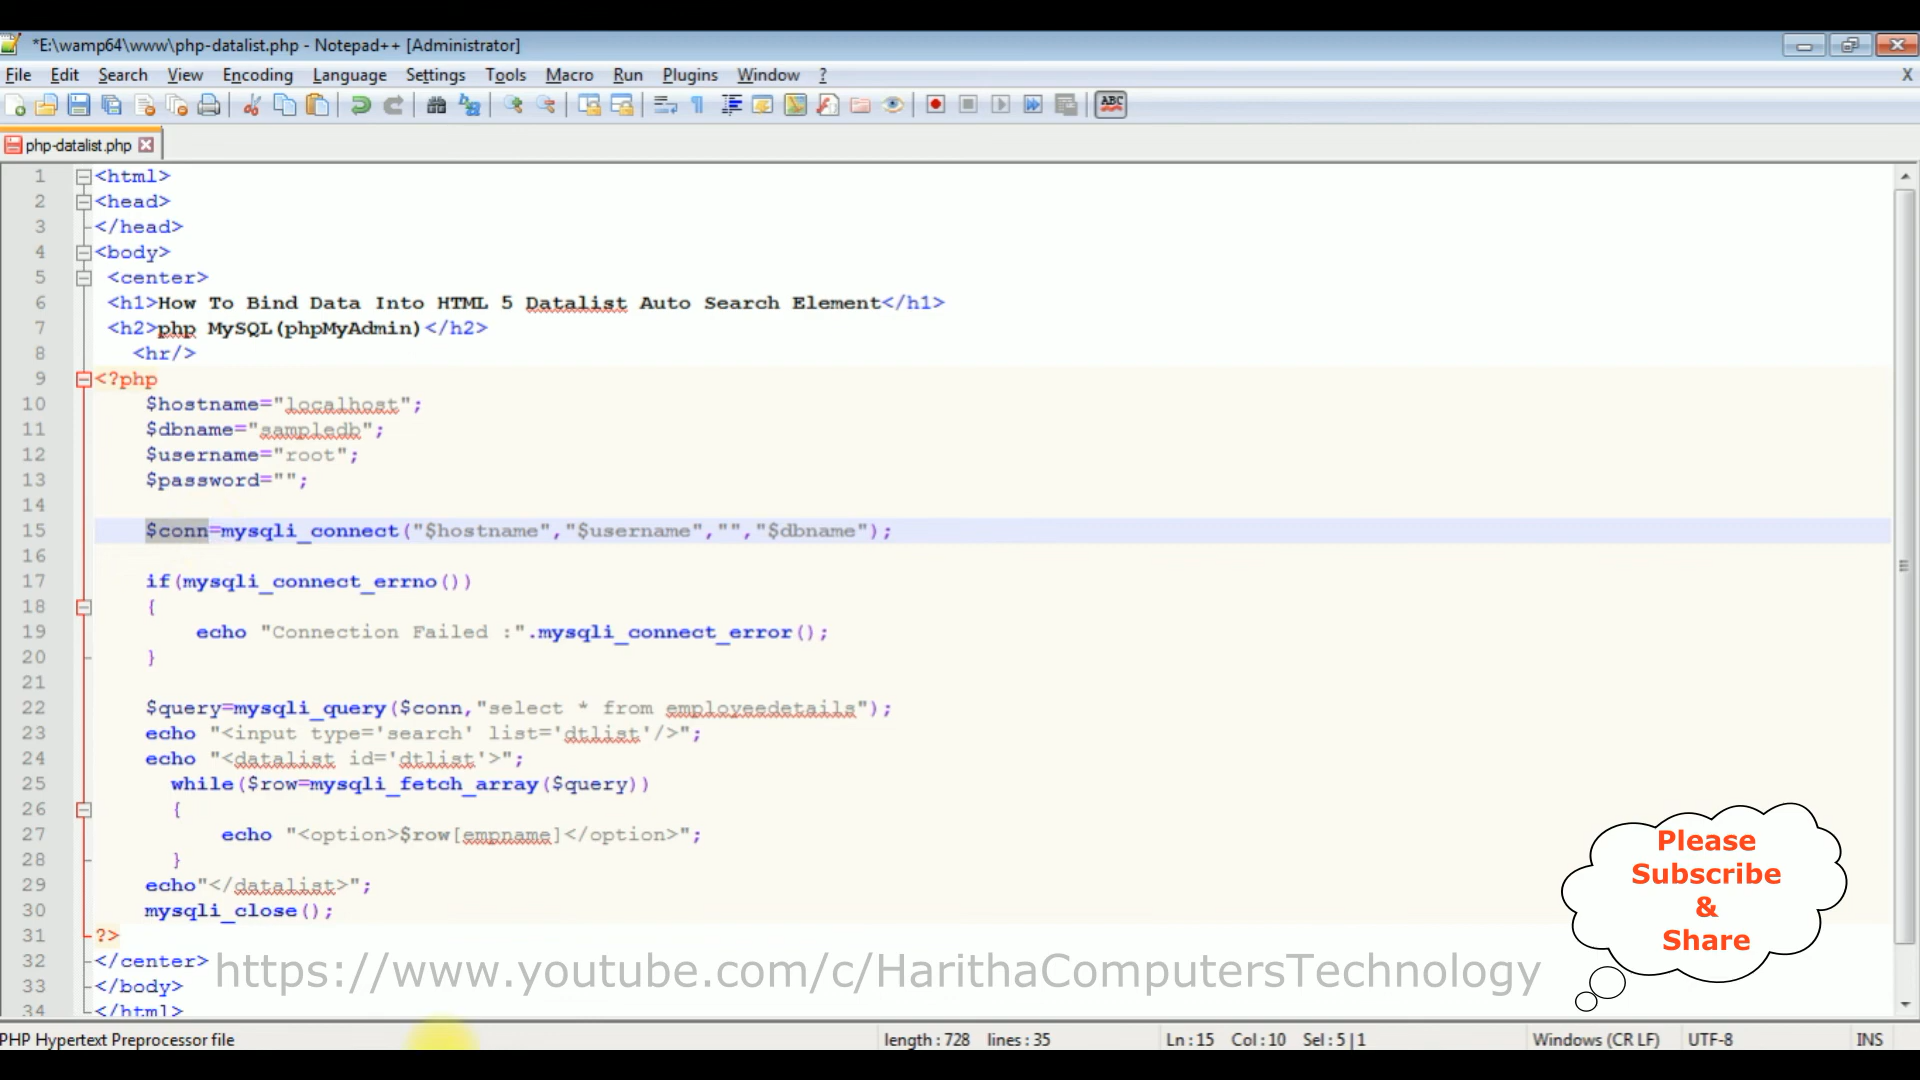 *E:\wamp64\www\php-datalist.php - Notepad++ [Administrator]
File Edit Search View Encoding Language Settings Tools Macro Run Plugins Window ? X
ABC
php-datalist.php
1 <html>
2 <head>
3 </head>
4 <body>
5 <center>
6 <h1>How To Bind Data Into HTML 5 Datalist Auto Search Element</h1>
7 <h2>php MySQL(phpMyAdmin)</h2>
8 <hr/>
9 <?php
10 $hostname="localhost";
11 $dbname="sampledb";
12 $username="root";
13 $password="";
14
15 $conn=mysqli_connect("$hostname","$username","","$dbname");
16
17 if(mysqli_connect_errno())
18 {
19 echo "Connection Failed :".mysqli_connect_error();
20 }
21
22 $query=mysqli_query($conn,"select * from employeedetails");
23 echo "<input type='search' list='dtlist'/>";
24 echo "<datalist id='dtlist'>";
25 while($row=mysqli_fetch_array($query))
26 {
27 echo "<option>$row[empname]</option>";
28 }
29 echo"</datalist>";
30 mysqli_close();
31 ?>
32 </center>
33 </body>
34 </html>
https://www.youtube.com/c/HarithaComputersTechnology
Please
Subscribe
&
Share
PHP Hypertext Preprocessor file length : 728 lines : 35 Ln : 15 Col : 10 Sel : 5 | 1 Windows (CR LF) UTF-8 INS